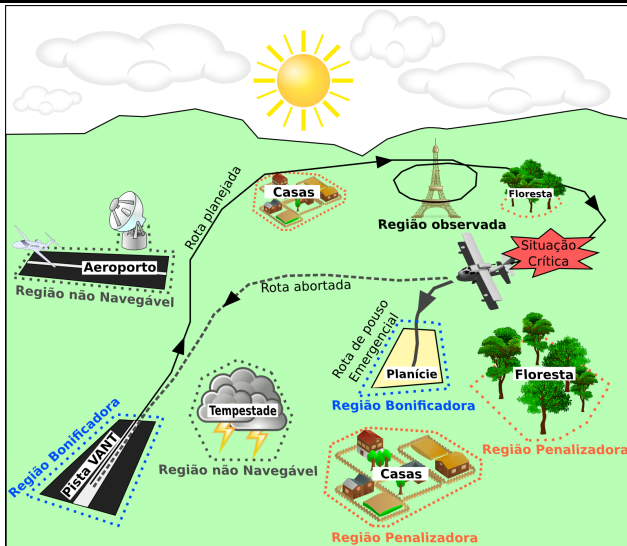 Rota planejada
Casas
Floresta
Região observada
Situação
Crítica
Aeroporto
Região não Navegável
Rota abortada
Rota de pouso
Emergencial
Planície
Região Bonificadora
Floresta
Região Penalizadora
Tempestade
Região não Navegável
Região Bonificadora
Pista VANT
Casas
Região Penalizadora